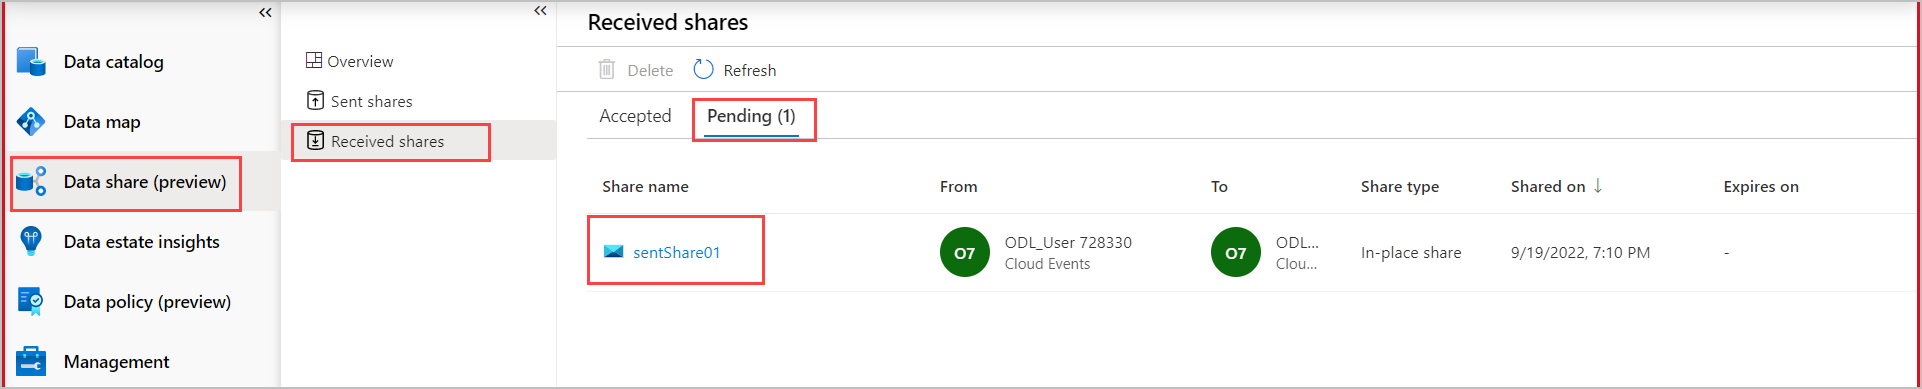 Data catalog
Data map
Data share (preview)
Data estate insights
Data policy (preview)
Management
Overview
Sent shares
Received shares
Received shares
Delete Refresh
Accepted Pending (1)
Share name From To Share type Shared on ↓ Expires on
sentShare01 O7 ODL_User 728330 O7 ODL... In-place share 9/19/2022, 7:10 PM -
Cloud Events Clou...